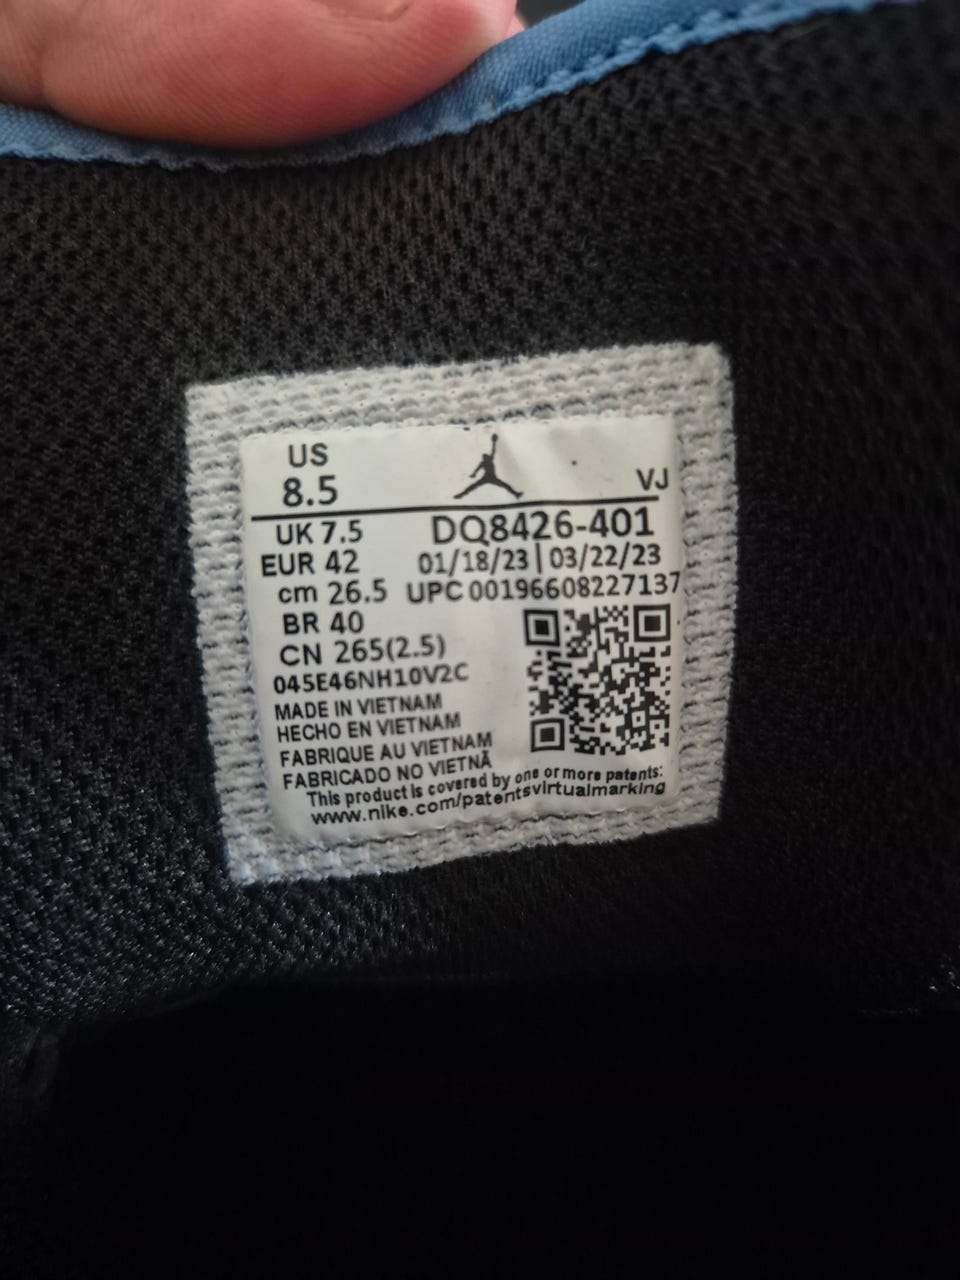 US
8.5
VJ
UK 7.5
DQ8426-401
EUR 42
01/18/23 | 03/22/23
cm 26.5
UPC 00196608227137
BR 40
CN 265(2.5)
045E46NH10V2C
MADE IN VIETNAM
HECHO EN VIETNAM
FABRIQUE AU VIETNAM
FABRICADO NO VIETNÃ
This product is covered by one or more patents:
www.nike.com/patentsvirtualmarking